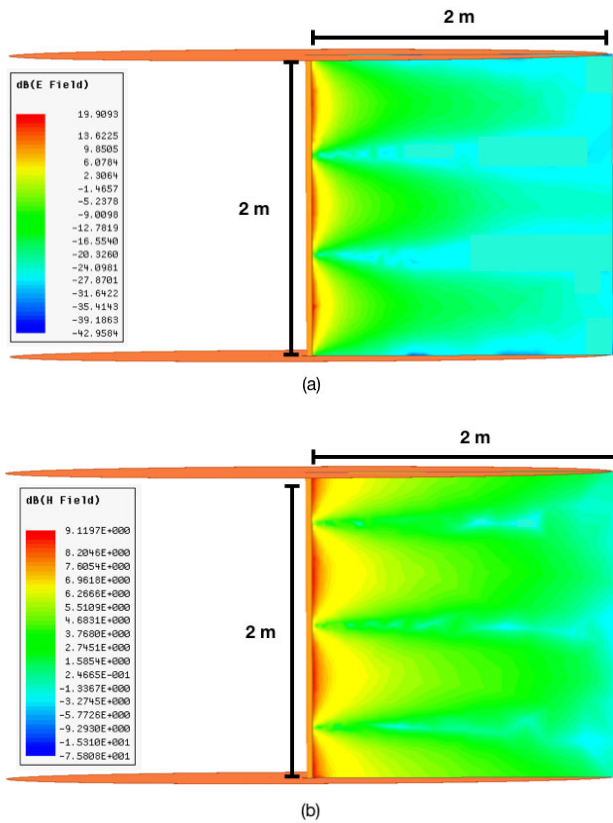 2 m
dB(E Field)
19.9093
13.6225
9.8505
6.0784
2.3064
-1.4657
-5.2378
-9.0098
-12.7819
-16.5540
-20.3260
-24.0981
-27.8701
-31.6422
-35.4143
-39.1863
-42.9584
2 m
(a)
2 m
dB(H Field)
9.1197E+000
8.2046E+000
7.6054E+000
6.9618E+000
6.2666E+000
5.5109E+000
4.6831E+000
3.7680E+000
2.7451E+000
1.5854E+000
2.4665E-001
-1.3367E+000
-3.2745E+000
-5.7726E+000
-9.2930E+000
-1.5310E+001
-7.5808E+001
2 m
(b)